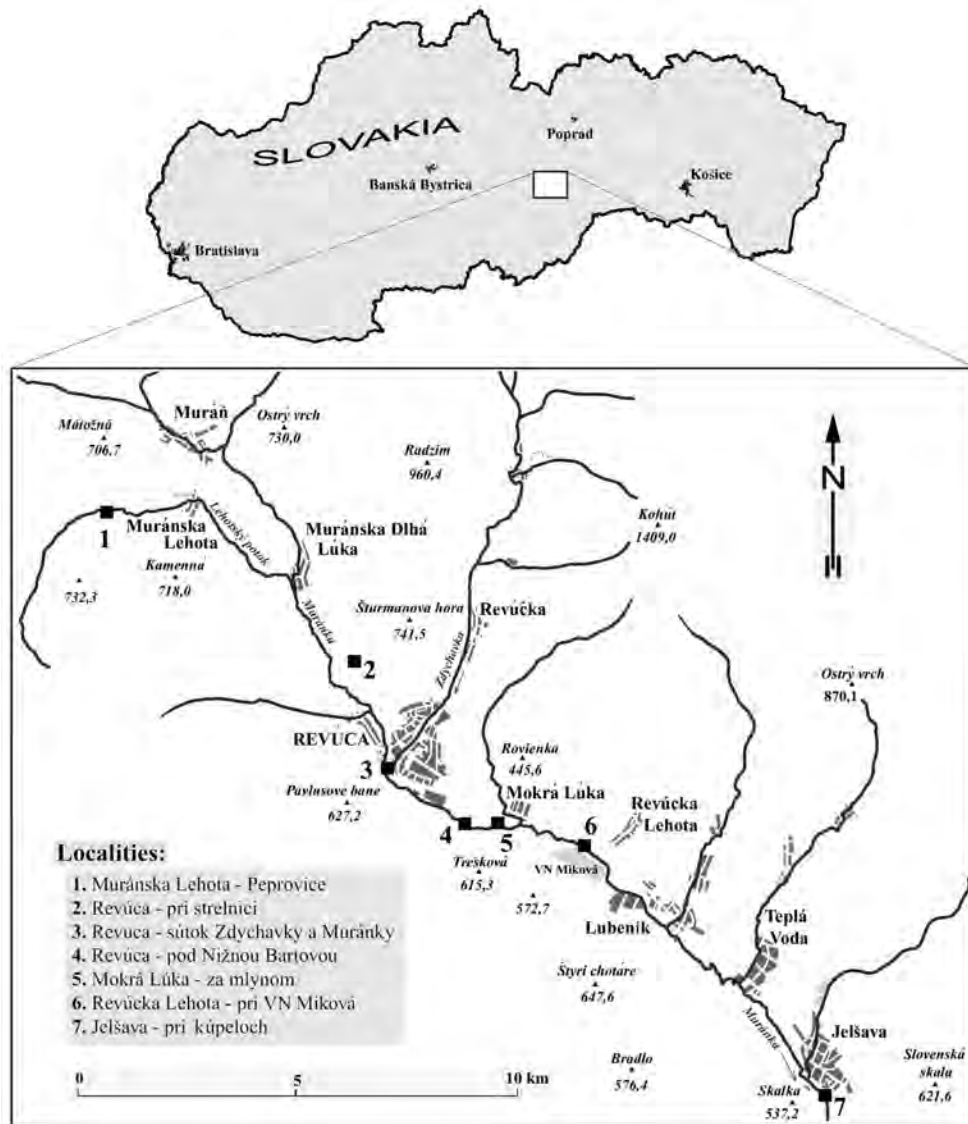 SLOVAKIA
Poprad
Banská Bystrica
Košice
Bratislava
Mátožná
706,7
Muráň
Ostrý vrch
730,0
Radzim
960,4
N
Kohút
1409,0
1
Muránska
Lehota
Lehotský potok
Muránska Dlhá
Lúka
Kamenna
718,0
732,3
Muránka
Šturmanova hora
741,5
Revúčka
Zdychavka
2
Ostrý vrch
870,1
REVUCA
3
Rovienka
445,6
Pavlusove bane
627,2
Mokrá Lúka
Revúcka
Lehota
4
5
6
Trešková
615,3
VN Miková
572,7
Lubeník
Teplá
Voda
Štyri chotáre
647,6
Muránka
Jelšava
Bradlo
576,4
Slovenská
skala
621,6
Skalka
537,2
7
Localities:
1. Muránska Lehota - Peprovice
2. Revúca - pri strelnici
3. Revuca - sútok Zdychavky a Muránky
4. Revúca - pod Nižnou Bartovou
5. Mokrá Lúka - za mlynom
6. Revúcka Lehota - pri VN Miková
7. Jelšava - pri kúpeloch
0 5 10 km